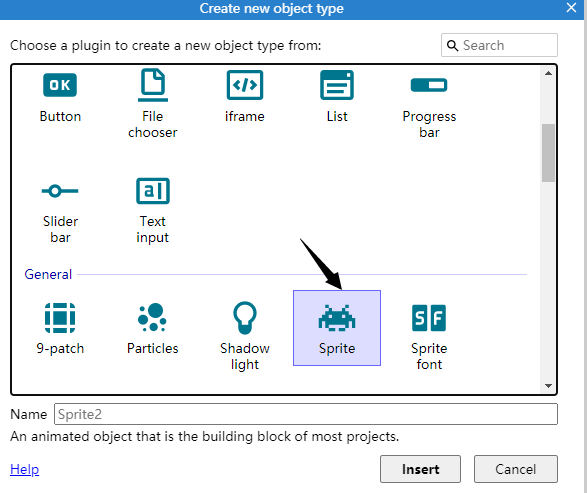 Create new object type
Choose a plugin to create a new object type from:
Search
OK
Button
File
chooser
</>
iframe
List
Progress
bar
Slider
bar
a
Text
input
General
9-patch
Particles
Shadow
light
Sprite
S F
Sprite
font
Name
Sprite2
An animated object that is the building block of most projects.
Help
Insert
Cancel